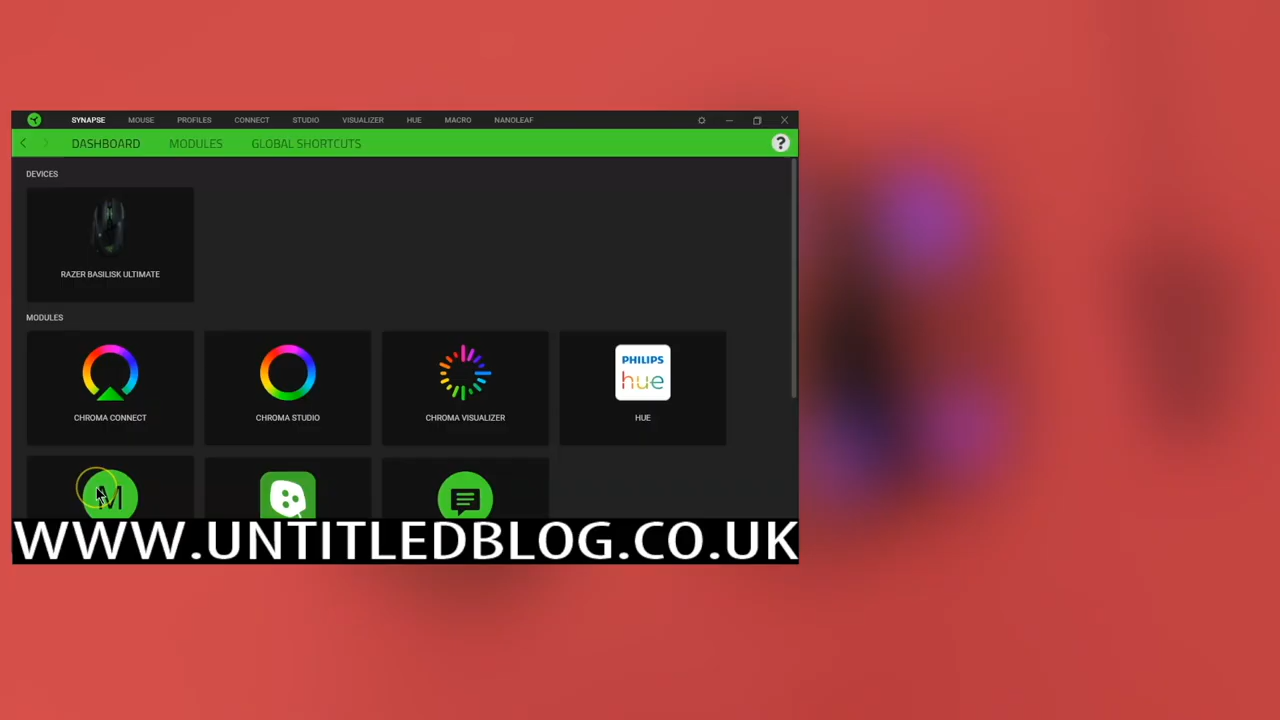 SYNAPSE MOUSE PROFILES CONNECT STUDIO VISUALIZER HUE MACRO NANOLEAF
DASHBOARD MODULES GLOBAL SHORTCUTS ?
DEVICES
RAZER BASILISK ULTIMATE
MODULES
PHILIPS
hue
CHROMA CONNECT CHROMA STUDIO CHROMA VISUALIZER HUE
M
WWW.UNTITLEDBLOG.CO.UK